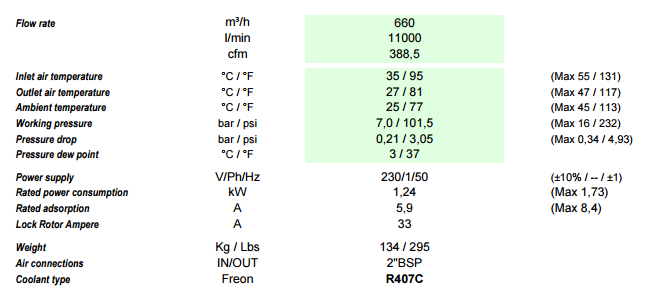 Flow rate m³/h 660
l/min 11000
cfm 388,5
Inlet air temperature °C / °F 35 / 95 (Max 55 / 131)
Outlet air temperature °C / °F 27 / 81 (Max 47 / 117)
Ambient temperature °C / °F 25 / 77 (Max 45 / 113)
Working pressure bar / psi 7,0 / 101,5 (Max 16 / 232)
Pressure drop bar / psi 0,21 / 3,05 (Max 0,34 / 4,93)
Pressure dew point °C / °F 3 / 37
Power supply V/Ph/Hz 230/1/50 (±10% / -- / ±1)
Rated power consumption kW 1,24 (Max 1,73)
Rated adsorption A 5,9 (Max 8,4)
Lock Rotor Ampere A 33
Weight Kg / Lbs 134 / 295
Air connections IN/OUT 2"BSP
Coolant type Freon R407C